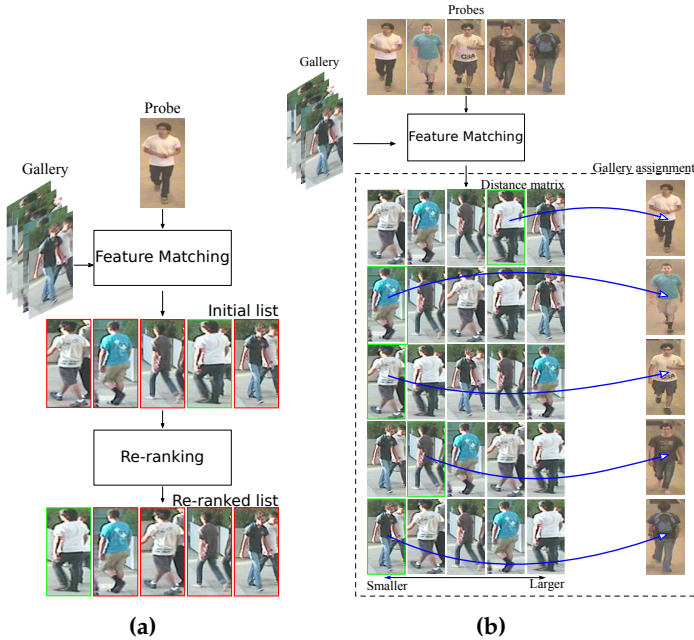 Probe
Gallery
Feature Matching
Initial list
Re-ranking
Re-ranked list
(a)
Probes
Gallery
Feature Matching
Gallery assignment
Distance matrix
Smaller
Larger
(b)